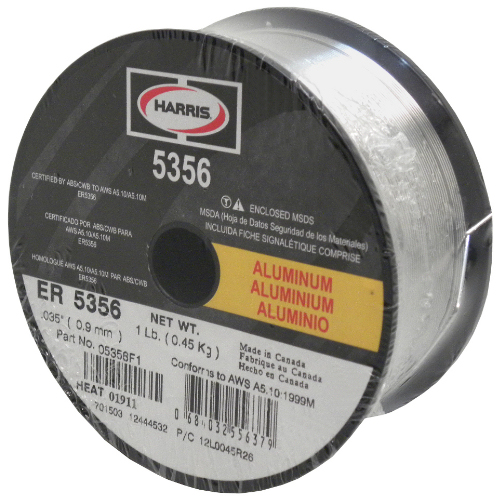 HARRIS
5356
CERTIFIED BY ABS/CWB TO AWS A5.10/A5.10M
ER5356
CERTIFICADO POR ABS/CWB PARA
AWS A5.10/A5.10M
ER5356
HOMOLOGUE AWS A5.10/A5.10M PAR ABS/CWB
ER5356
ENCLOSED MSDS
MSDA (Hoja de Datos Seguridad de los Materiales)
INCLUIDA FICHE SIGNALÉTIQUE COMPRISE
ALUMINUM
ALUMINIUM
ALUMINIO
ER 5356
.035" (0.9 mm)
Part No. 05356F1
NET WT.
1 Lb. (0.45 Kg)
Made in Canada
Fabrique au Canada
Hecho en Canada
Conforms to AWS A5.10:1999M
HEAT 01911
701503 12444532
P/C 12L0045R26
0 84032 55637 9